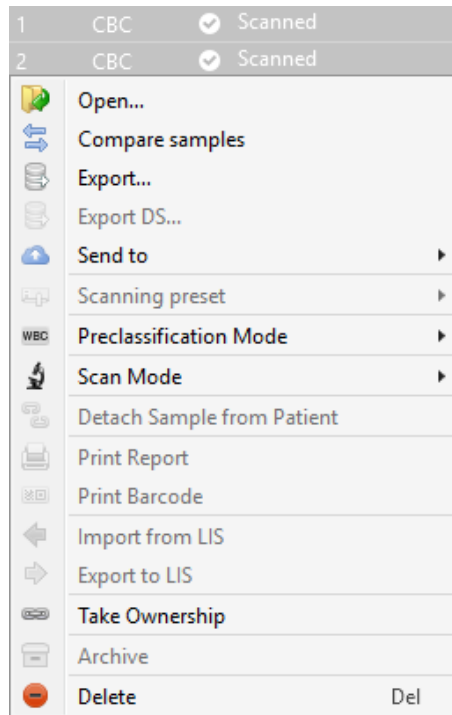 1 CBC Scanned
2 CBC Scanned
Open...
Compare samples
Export...
Export DS...
Send to
Scanning preset
WBC Preclassification Mode
Scan Mode
Detach Sample from Patient
Print Report
Print Barcode
Import from LIS
Export to LIS
Take Ownership
Archive
Delete Del